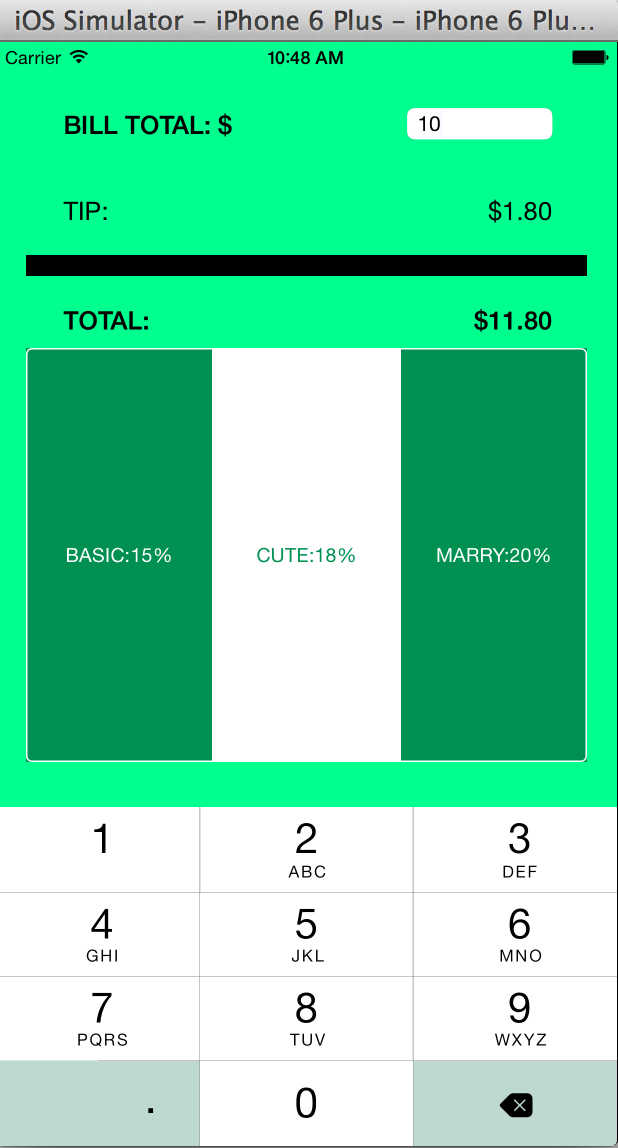 iOS Simulator – iPhone 6 Plus – iPhone 6 Plu...
Carrier 10:48 AM
BILL TOTAL: $ 10
TIP: $1.80
TOTAL: $11.80
BASIC:15% CUTE:18% MARRY:20%
1 2 3
ABC DEF
4 5 6
GHI JKL MNO
7 8 9
PQRS TUV WXYZ
. 0